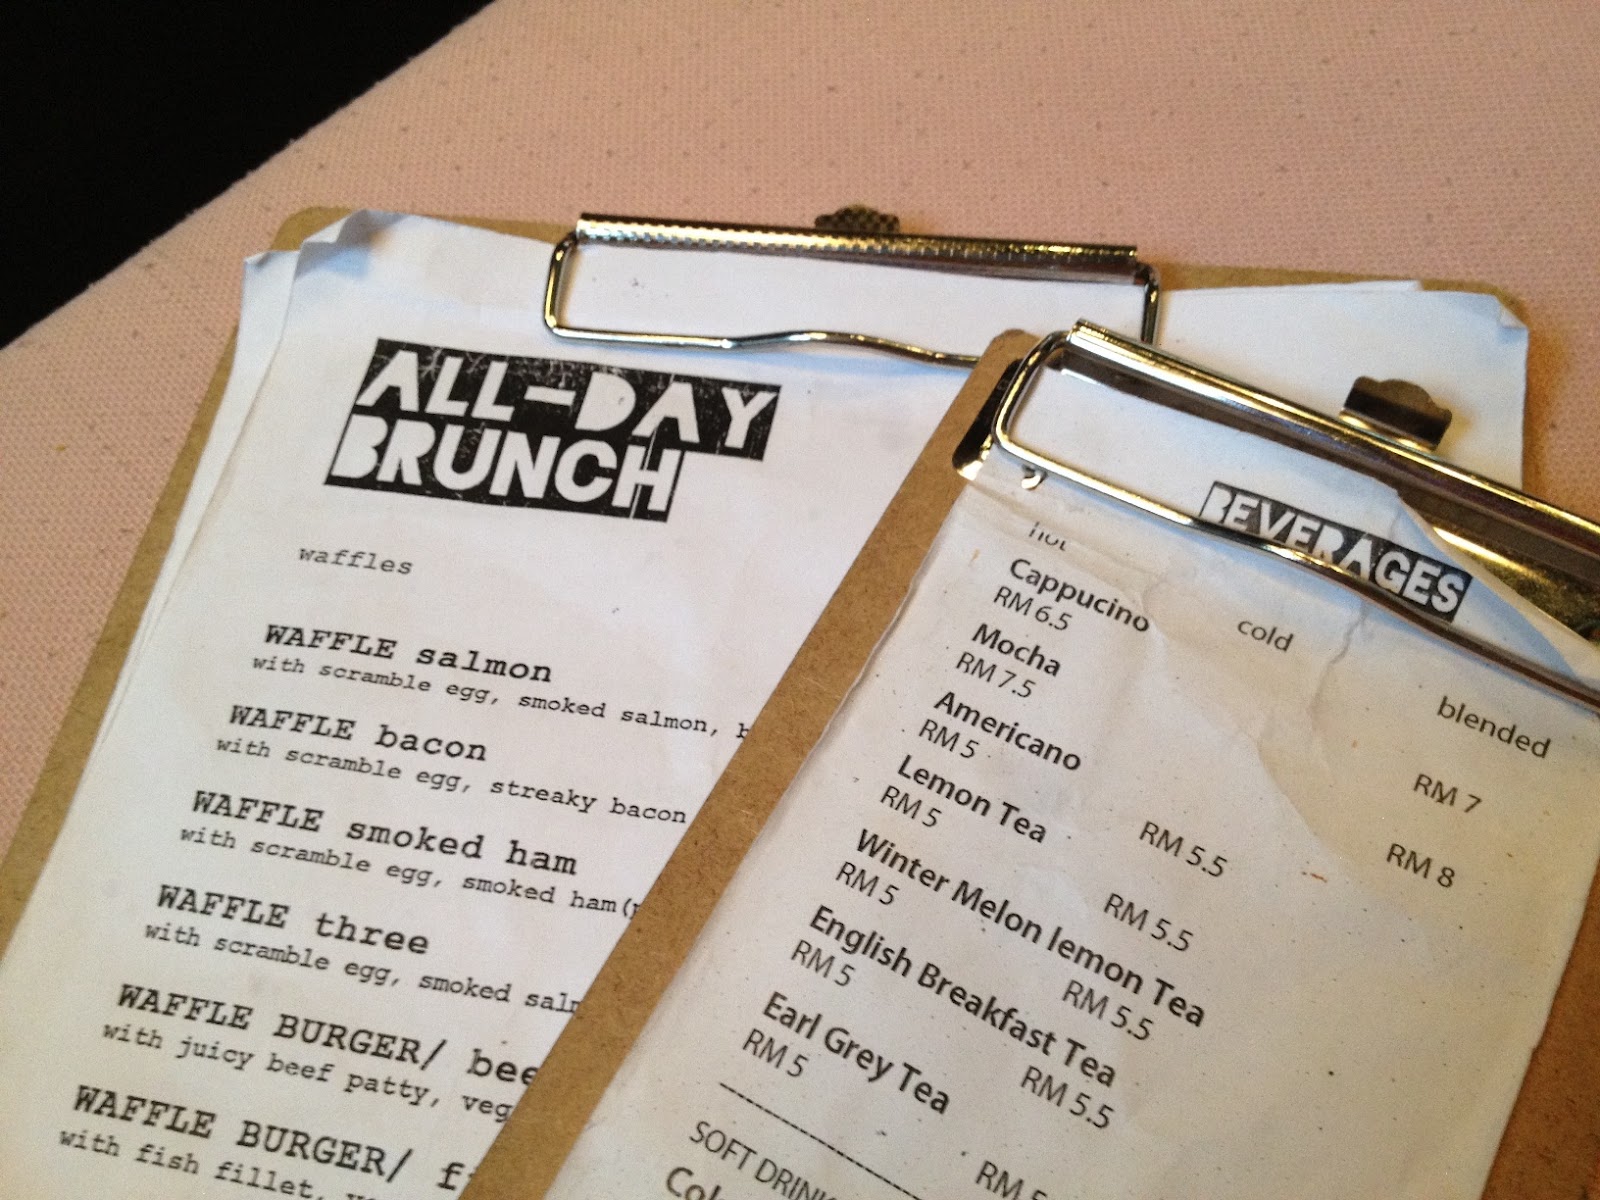 ALL-DAY
BRUNCH
waffles
WAFFLE salmon
with scramble egg, smoked salmon,
WAFFLE bacon
with scramble egg, streaky bacon
WAFFLE smoked ham
with scramble egg, smoked ham
WAFFLE three
with scramble egg, smoked
WAFFLE BURGER/
with juicy beef patty,
WAFFLE BURGER/
with fish fillet,
BEVERAGES
hot cold blended
Cappucino
RM 6.5 RM 7
Mocha
RM 7.5 RM 8
Americano
RM 5 RM 5.5
Lemon Tea
RM 5 RM 5.5
Winter Melon lemon Tea
RM 5 RM 5.5
English Breakfast Tea
RM 5 RM 5.5
Earl Grey Tea
RM 5 RM
SOFT